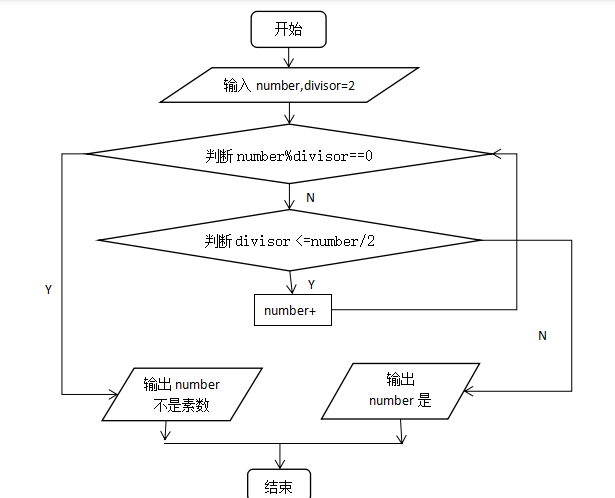 开始
输入 number,divisor=2
判断 number%divisor==0
N
判断 divisor <=number/2
Y
Y
number+
N
输出 number
不是素数
输出
number 是
结束